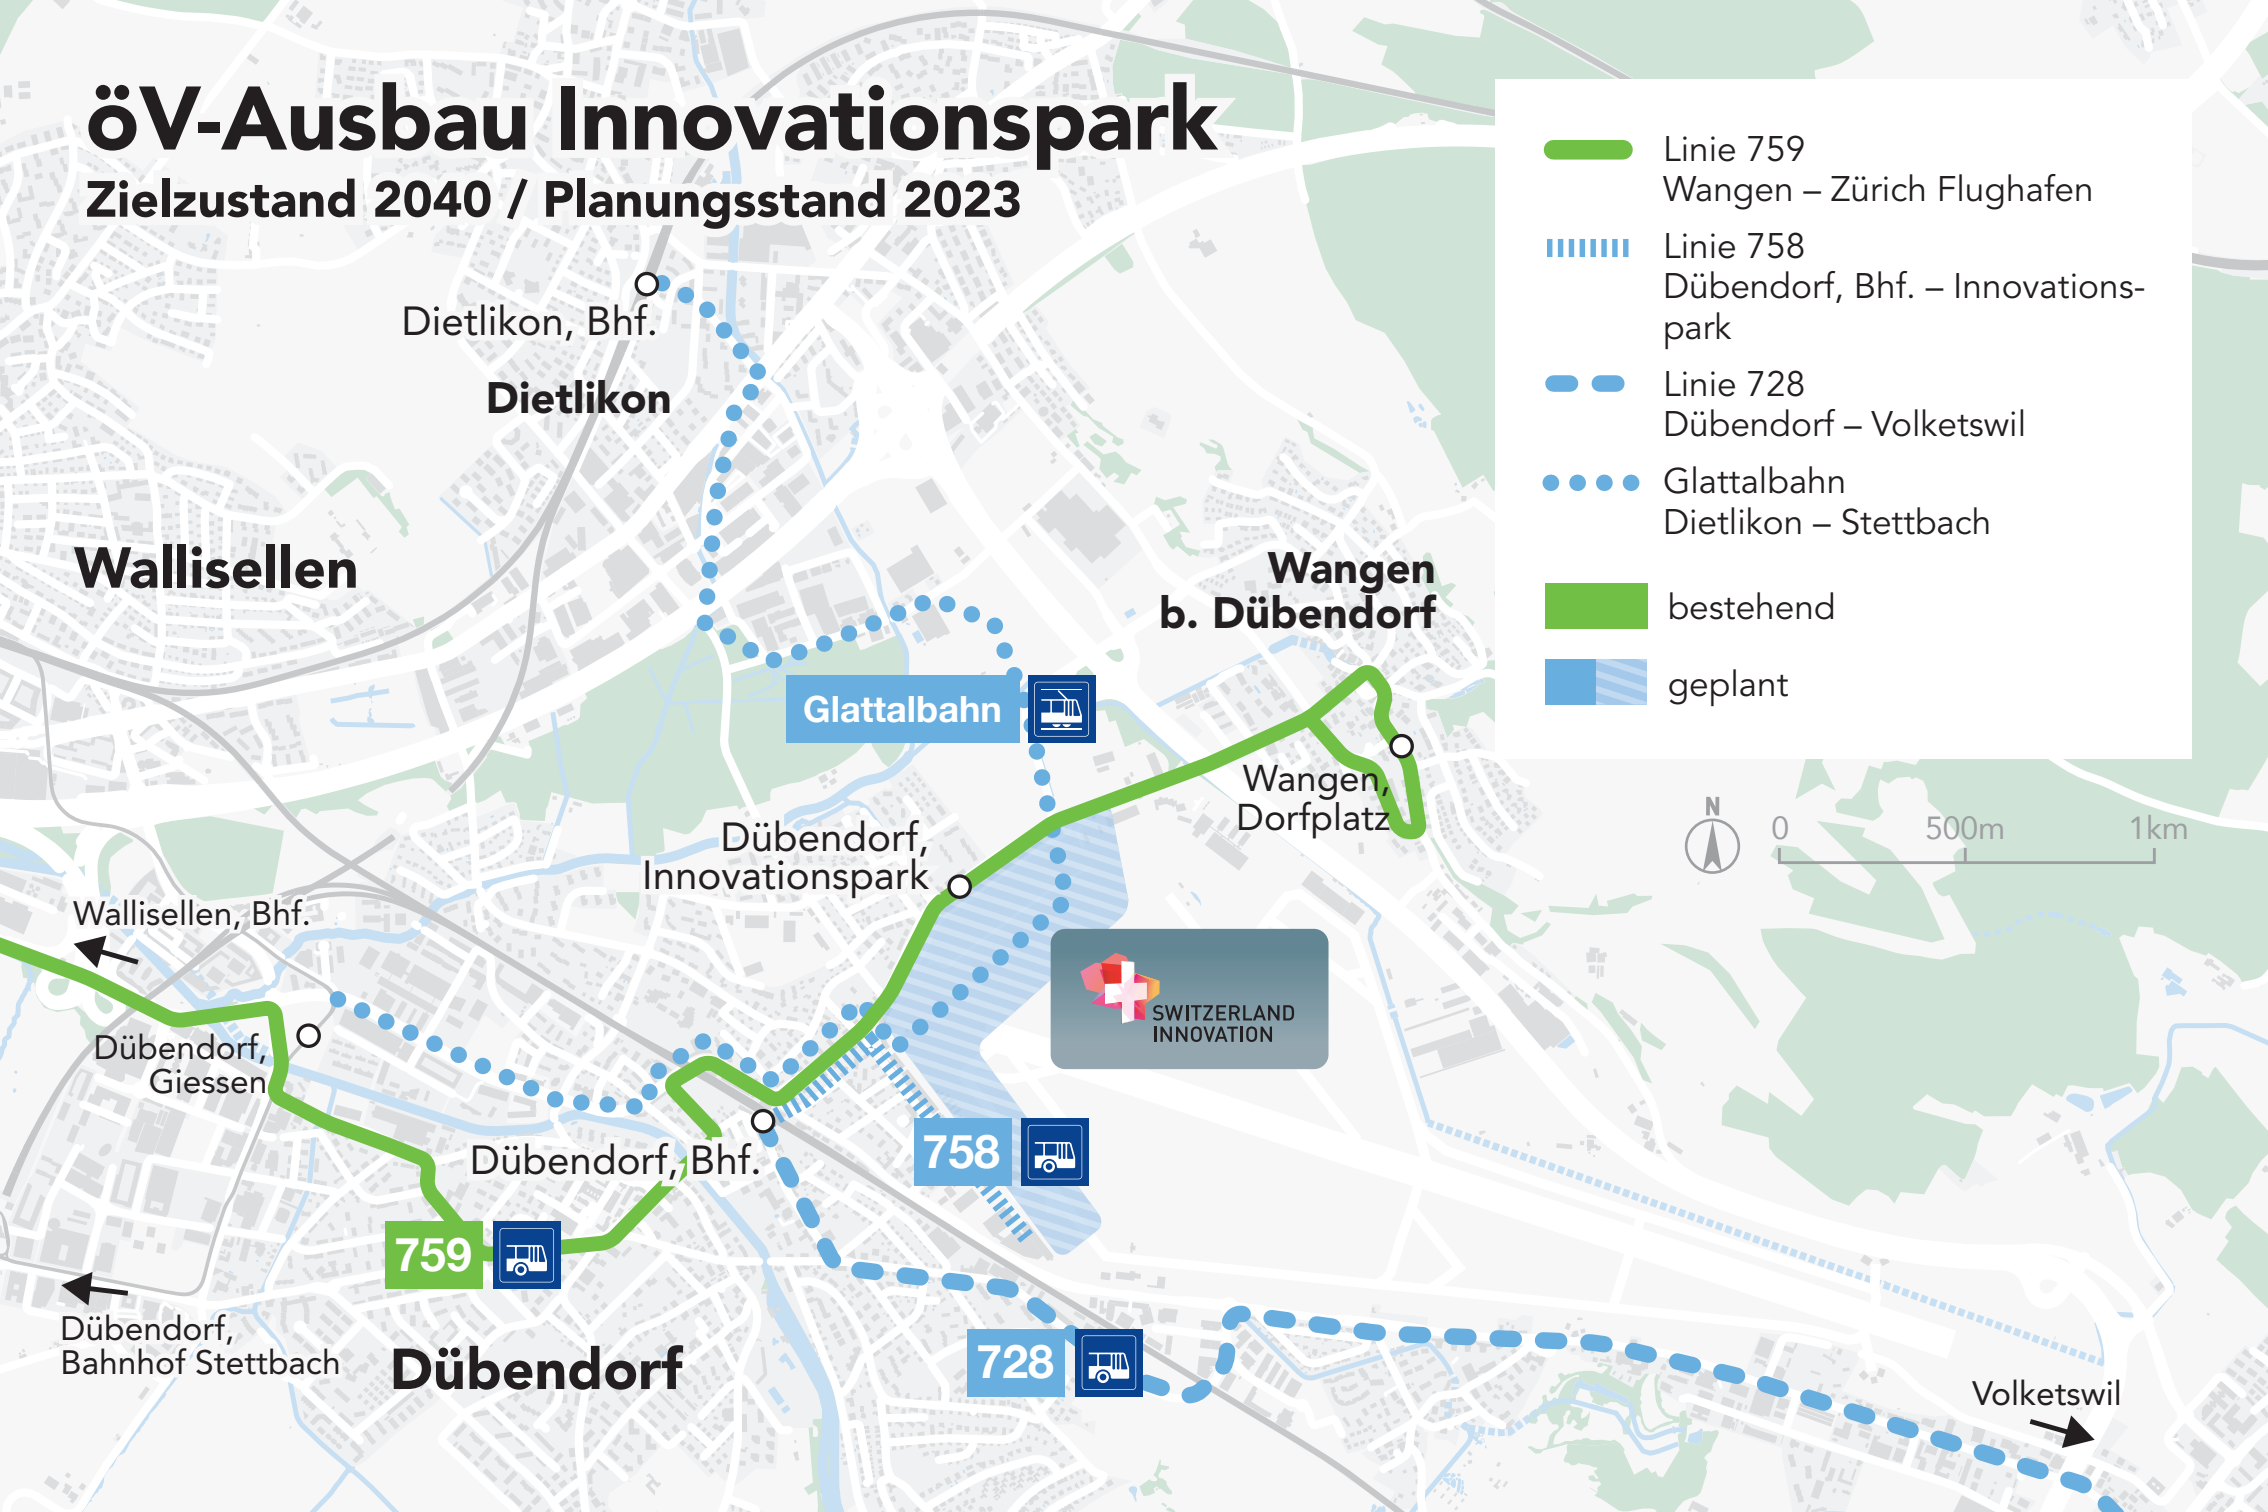 öV-Ausbau Innovationspark
Zielzustand 2040 / Planungsstand 2023
Linie 759
Wangen – Zürich Flughafen
Linie 758
Dübendorf, Bhf. – Innovations-
park
Linie 728
Dübendorf – Volketswil
Glattalbahn
Dietlikon – Stettbach
bestehend
geplant
Dietlikon, Bhf.
Dietlikon
Wallisellen
Wangen
b. Dübendorf
Glattalbahn
Wangen,
Dorfplatz
N
0 500m 1km
Dübendorf,
Innovationspark
Wallisellen, Bhf.
SWITZERLAND
INNOVATION
Dübendorf,
Giessen
Dübendorf, Bhf.
758
759
Dübendorf,
Bahnhof Stettbach
Dübendorf
728
Volketswil